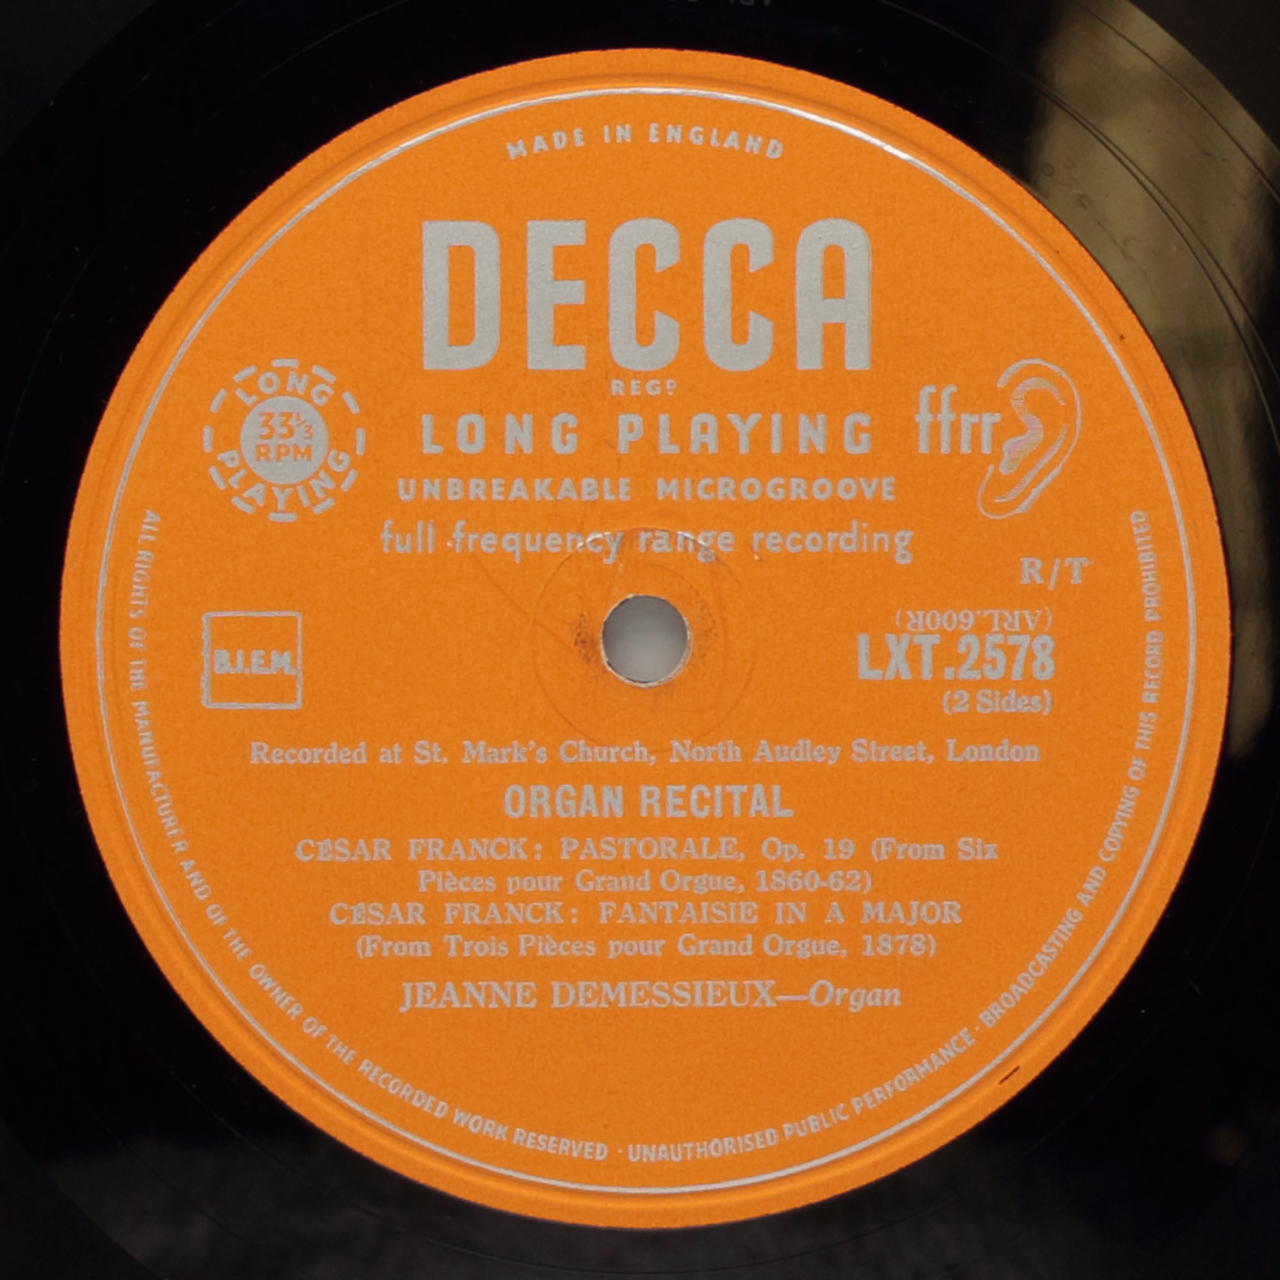 MADE IN ENGLAND
DECCA
REGD
LONG PLAYING
UNBREAKABLE MICROGROOVE
full frequency range recording
LONG PLAYING
33⅓
RPM
ffrr
R/T
(ARL.600R)
LXT.2578
(2 Sides)
B.I.E.M.
Recorded at St. Mark's Church, North Audley Street, London
ORGAN RECITAL
CÉSAR FRANCK: PASTORALE, Op. 19 (From Six
Pièces pour Grand Orgue, 1860-62)
CÉSAR FRANCK: FANTAISIE IN A MAJOR
(From Trois Pièces pour Grand Orgue, 1878)
JEANNE DEMESSIEUX—Organ
ALL RIGHTS OF THE MANUFACTURER AND OF THE OWNER OF THE RECORDED WORK RESERVED · UNAUTHORISED PUBLIC PERFORMANCE · BROADCASTING AND COPYING OF THIS RECORD PROHIBITED